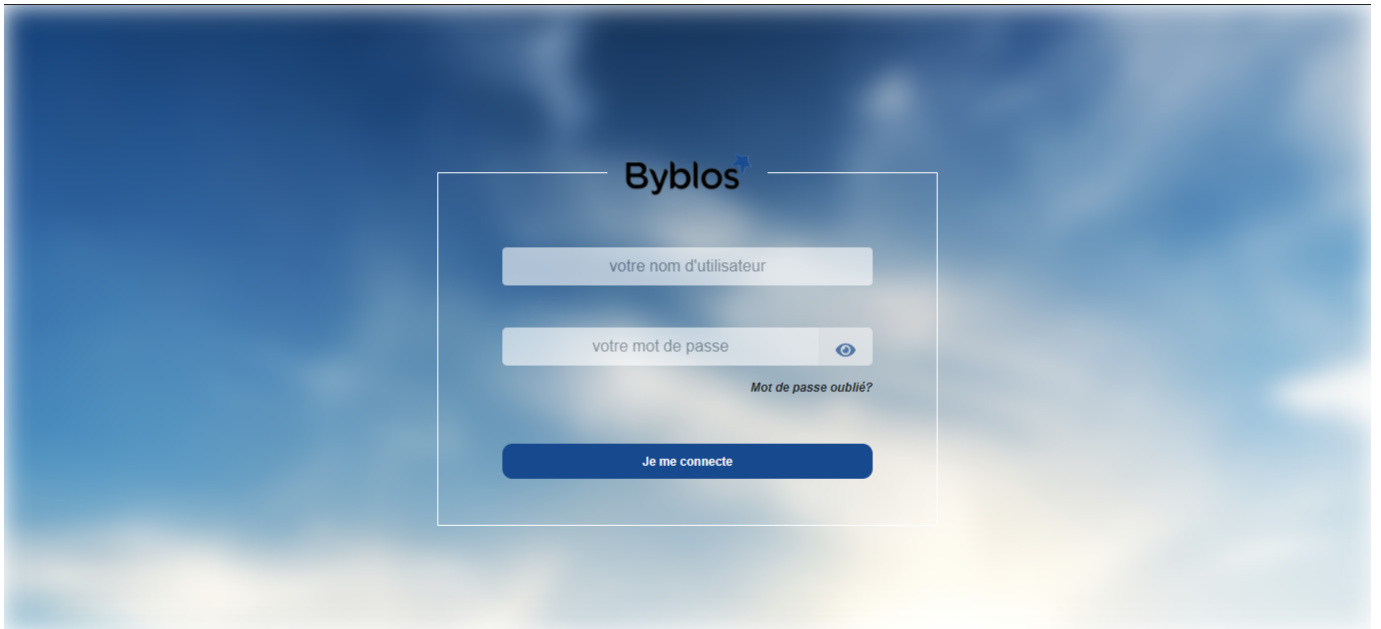 Byblos
votre nom d'utilisateur
votre mot de passe
Mot de passe oublié?
Je me connecte